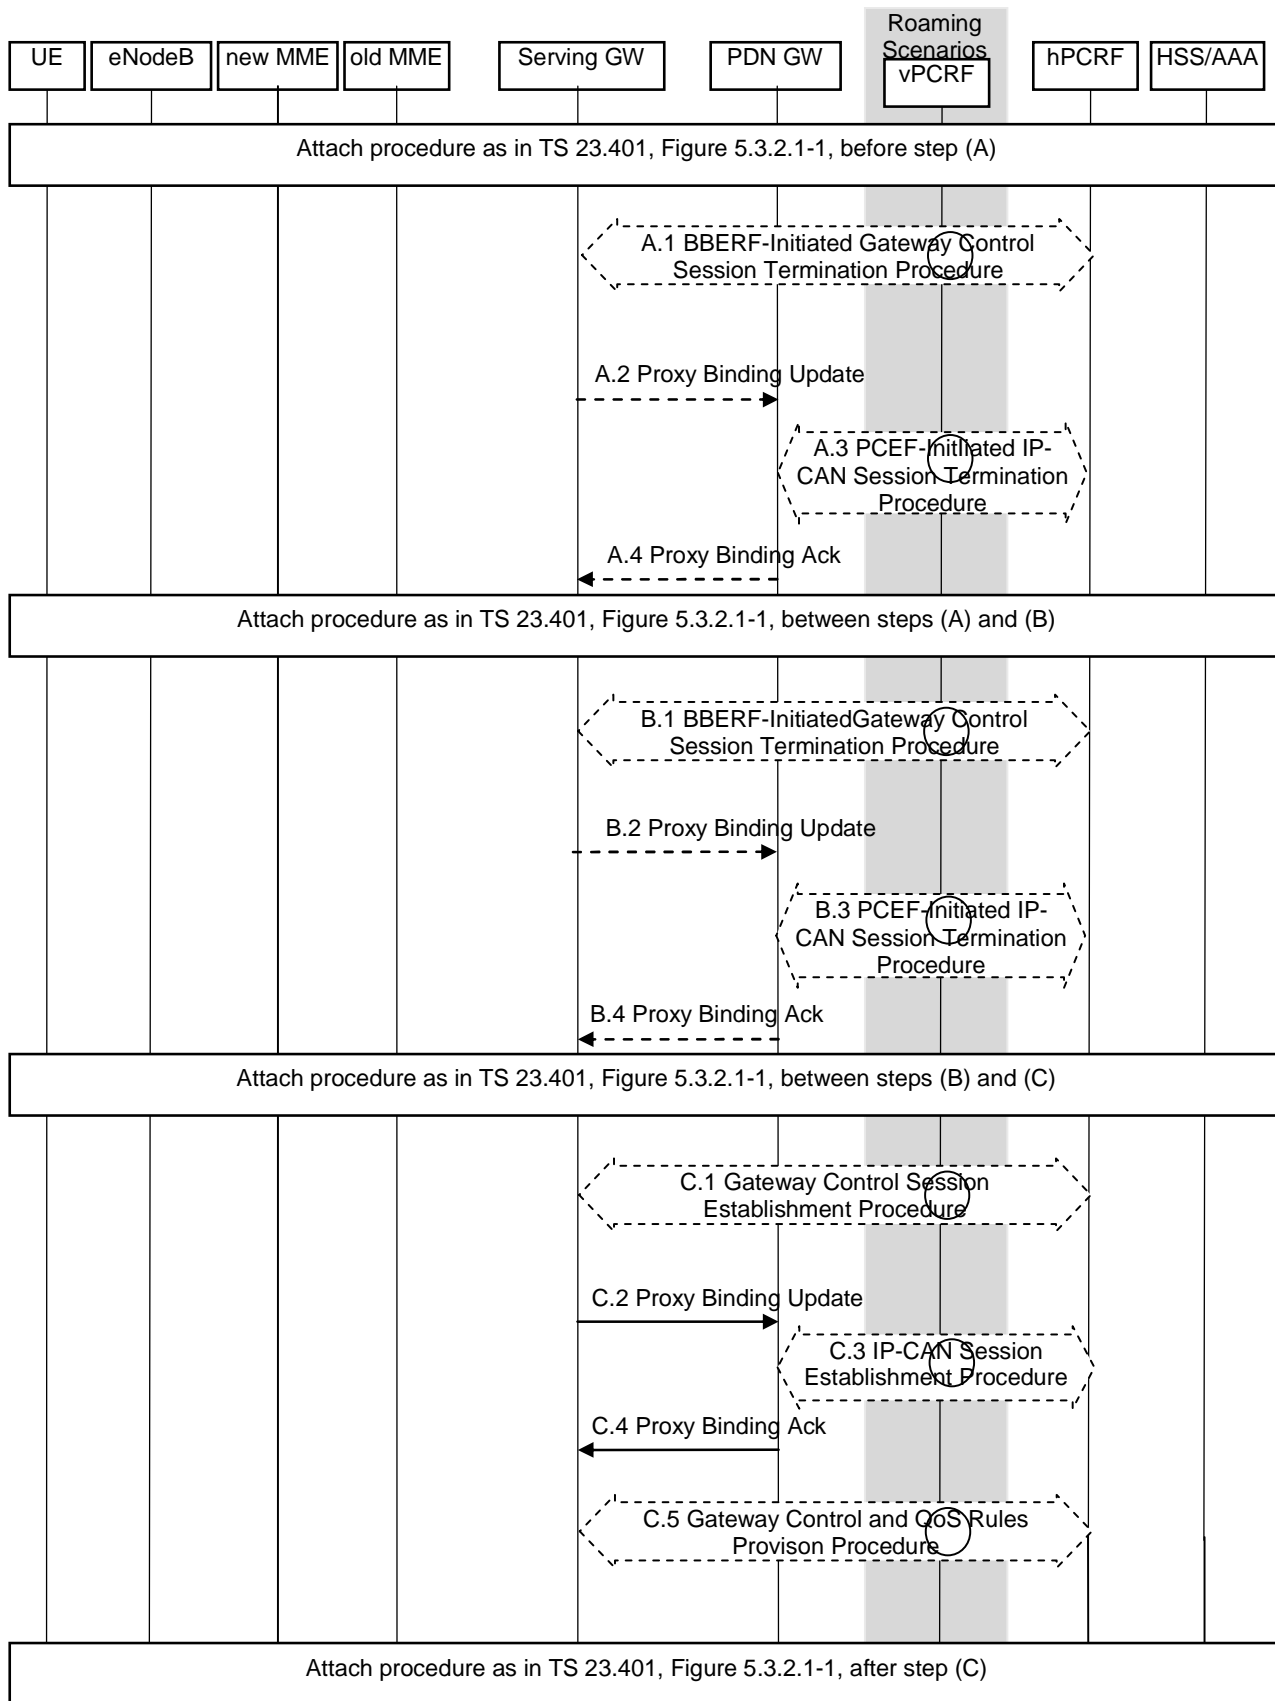 Roaming
Scenarios
UE
eNodeB
new MME
old MME
Serving GW
PDN GW
vPCRF
hPCRF
HSS/AAA
Attach procedure as in TS 23.401, Figure 5.3.2.1-1, before step (A)
A.1 BBERF-Initiated Gateway Control
Session Termination Procedure
A.2 Proxy Binding Update
A.3 PCEF-Initliated IP-
CAN Session Termination
Procedure
A.4 Proxy Binding Ack
Attach procedure as in TS 23.401, Figure 5.3.2.1-1, between steps (A) and (B)
B.1 BBERF-InitiatedGateway Control
Session Termination Procedure
B.2 Proxy Binding Update
B.3 PCEF-Initiated IP-
CAN Session Termination
Procedure
B.4 Proxy Binding Ack
Attach procedure as in TS 23.401, Figure 5.3.2.1-1, between steps (B) and (C)
C.1 Gateway Control Session
Establishment Procedure
C.2 Proxy Binding Update
C.3 IP-CAN Session
Establishment Procedure
C.4 Proxy Binding Ack
C.5 Gateway Control and QoS Rules
Provison Procedure
Attach procedure as in TS 23.401, Figure 5.3.2.1-1, after step (C)